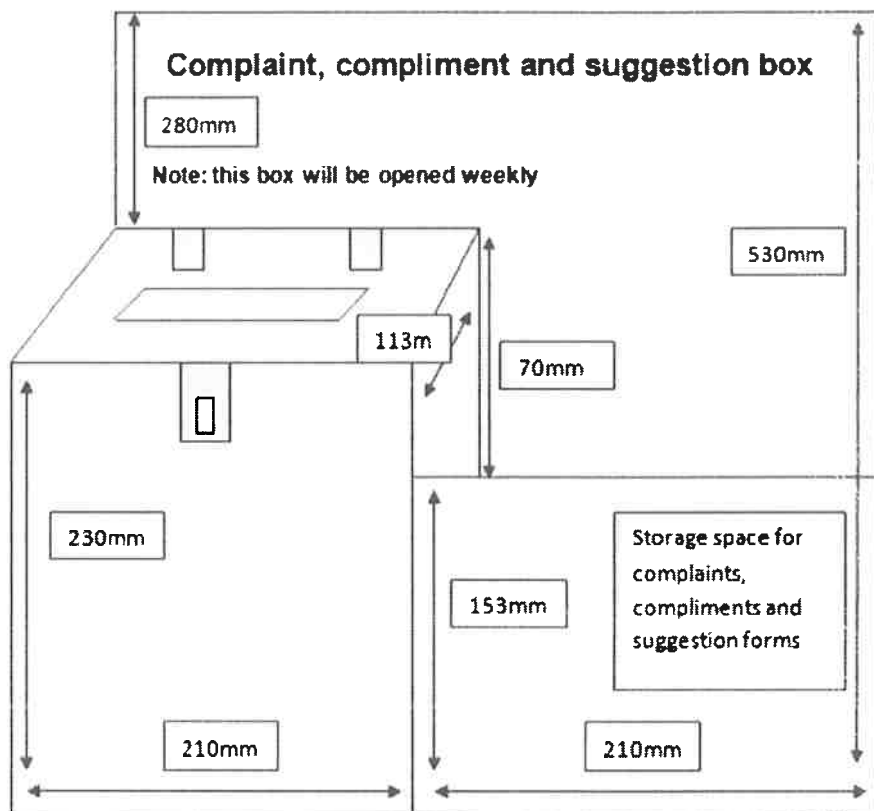 Complaint, compliment and suggestion box
280mm
Note: this box will be opened weekly
530mm
113m
70mm
230mm
153mm
Storage space for
complaints,
compliments and
suggestion forms
210mm
210mm